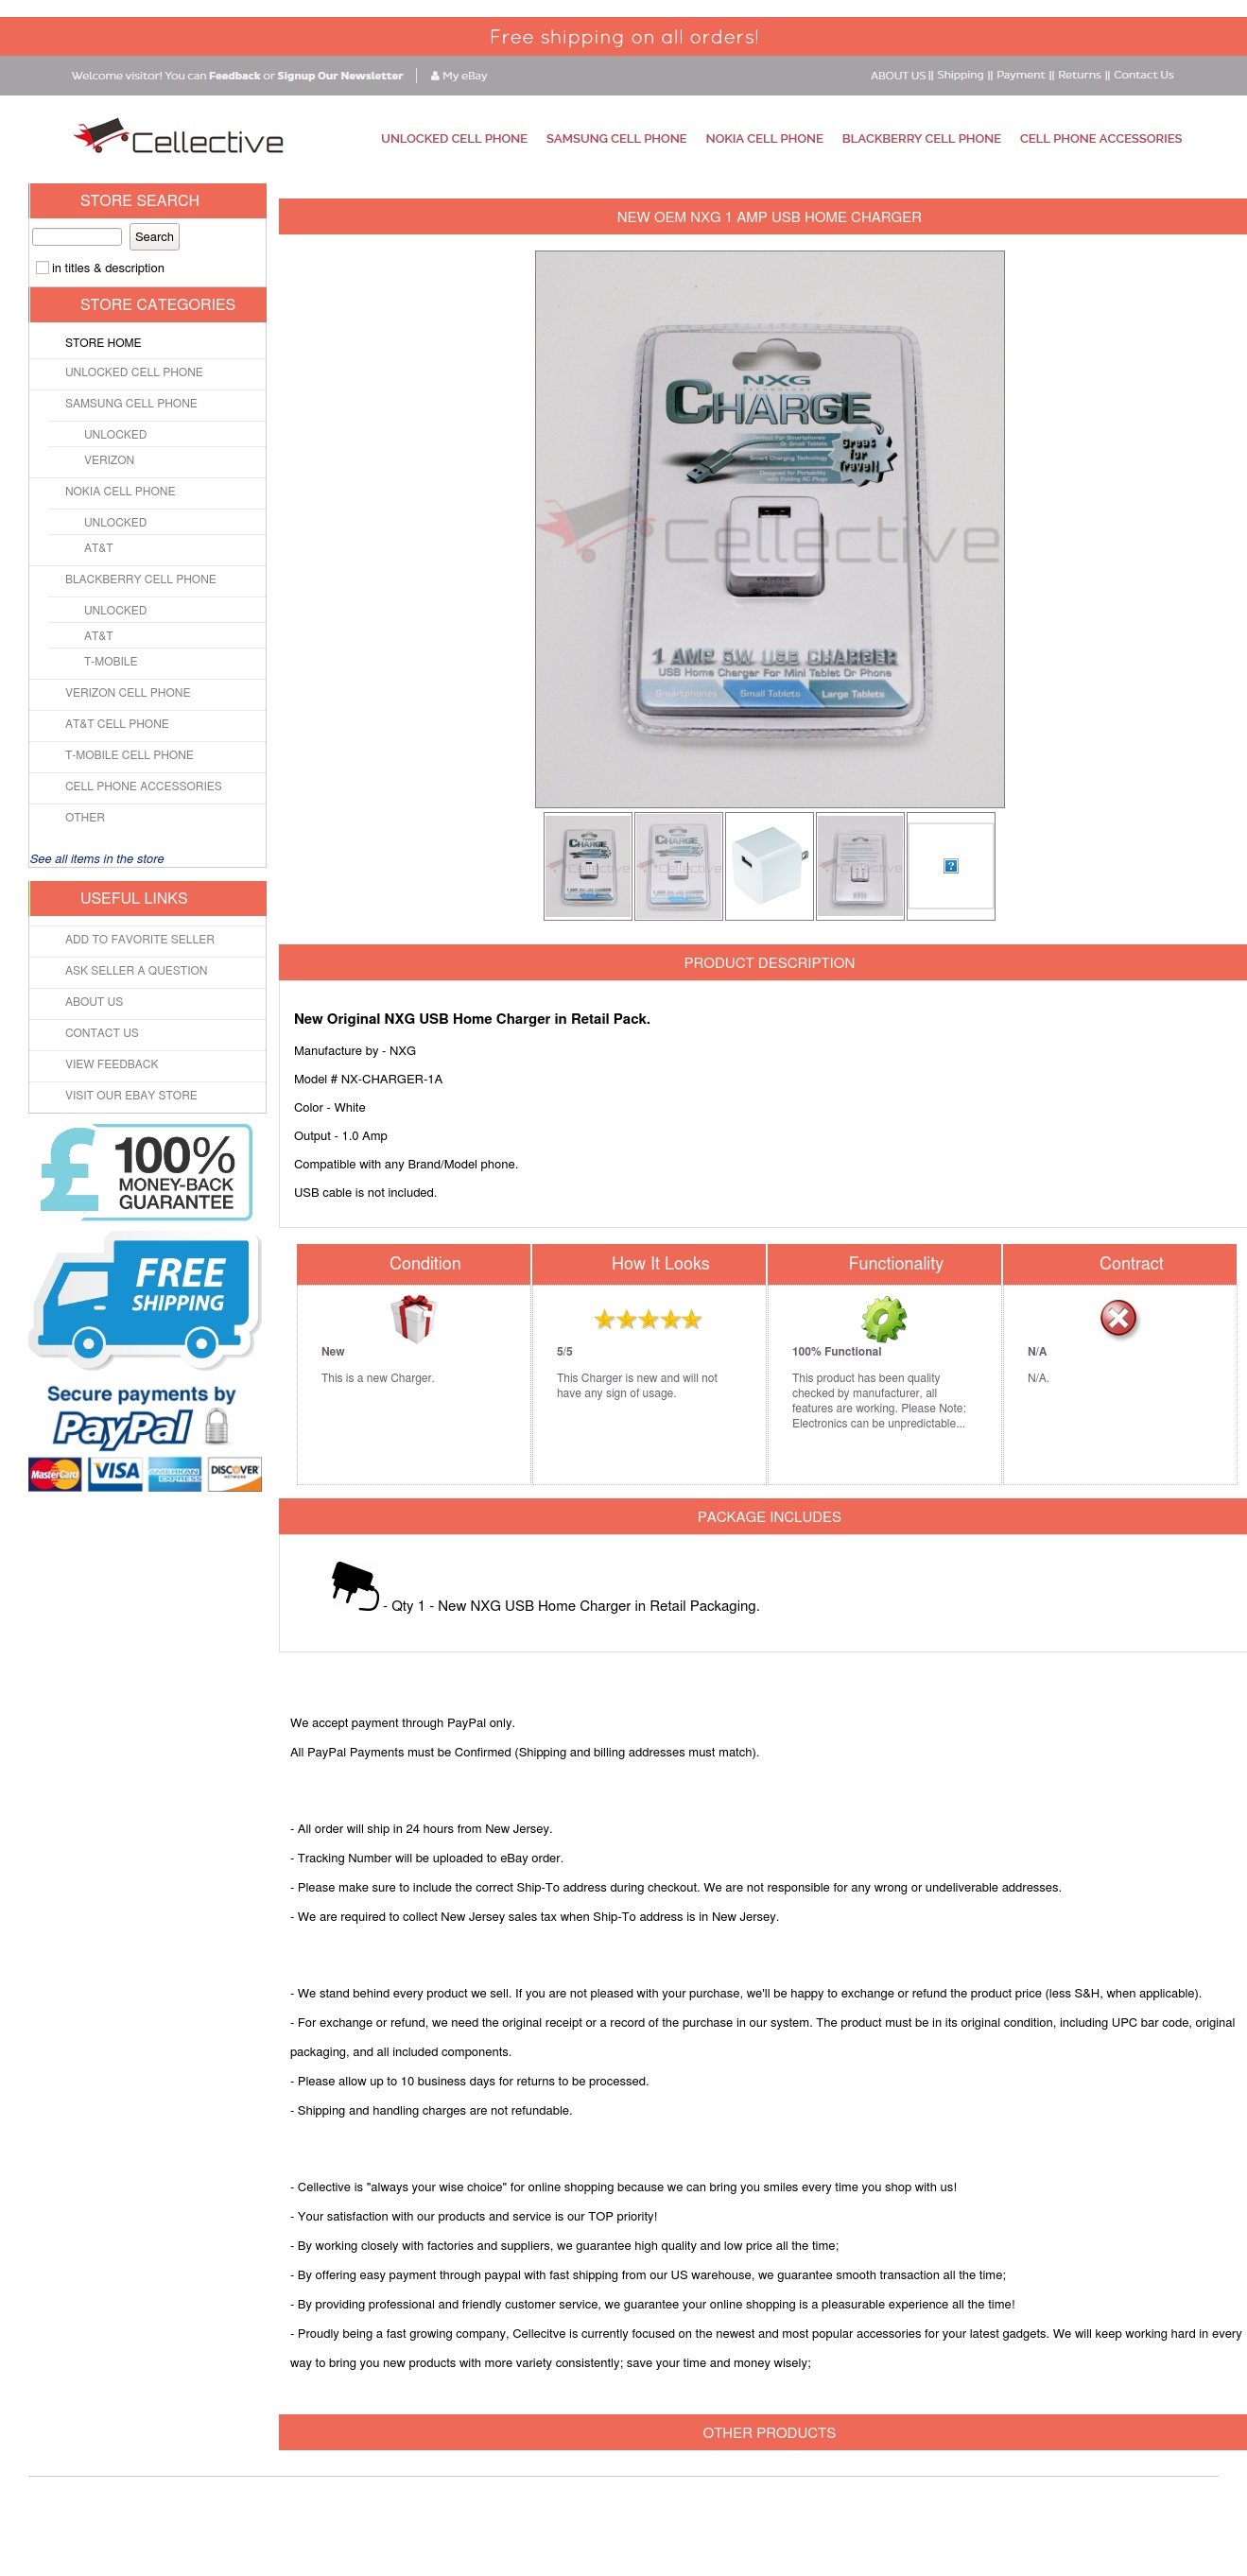 Free shipping on all orders!
Welcome visitor! You can Feedback or Signup Our Newsletter My eBay
ABOUT US || Shipping || Payment || Returns || Contact Us
Cellective
UNLOCKED CELL PHONE SAMSUNG CELL PHONE NOKIA CELL PHONE BLACKBERRY CELL PHONE CELL PHONE ACCESSORIES
STORE SEARCH
Search
in titles & description
STORE CATEGORIES
STORE HOME
UNLOCKED CELL PHONE
SAMSUNG CELL PHONE
UNLOCKED
VERIZON
NOKIA CELL PHONE
UNLOCKED
AT&T
BLACKBERRY CELL PHONE
UNLOCKED
AT&T
T-MOBILE
VERIZON CELL PHONE
AT&T CELL PHONE
T-MOBILE CELL PHONE
CELL PHONE ACCESSORIES
OTHER
See all items in the store
USEFUL LINKS
ADD TO FAVORITE SELLER
ASK SELLER A QUESTION
ABOUT US
CONTACT US
VIEW FEEDBACK
VISIT OUR EBAY STORE
£ 100%
MONEY-BACK
GUARANTEE
FREE
SHIPPING
Secure payments by
PayPal
MasterCard VISA AMERICAN EXPRESS DISCOVER NETWORK
NEW OEM NXG 1 AMP USB HOME CHARGER
NXG
TECHNOLOGY
CHARGE
Perfect For Smartphones
Or Small Tablets
Smart Charging Technology
Designed for Portability
with Folding AC Plugs
Great
for
Travel!
Cellective
1 AMP 5W USB CHARGER
USB Home Charger For Mini Tablet Or Phone
Smartphones Small Tablets Large Tablets
PRODUCT DESCRIPTION
New Original NXG USB Home Charger in Retail Pack.
Manufacture by - NXG
Model # NX-CHARGER-1A
Color - White
Output - 1.0 Amp
Compatible with any Brand/Model phone.
USB cable is not included.
Condition
New
This is a new Charger.
How It Looks
5/5
This Charger is new and will not
have any sign of usage.
Functionality
100% Functional
This product has been quality
checked by manufacturer, all
features are working. Please Note:
Electronics can be unpredictable...
Contract
N/A
N/A.
PACKAGE INCLUDES
- Qty 1 - New NXG USB Home Charger in Retail Packaging.
We accept payment through PayPal only.
All PayPal Payments must be Confirmed (Shipping and billing addresses must match).
- All order will ship in 24 hours from New Jersey.
- Tracking Number will be uploaded to eBay order.
- Please make sure to include the correct Ship-To address during checkout. We are not responsible for any wrong or undeliverable addresses.
- We are required to collect New Jersey sales tax when Ship-To address is in New Jersey.
- We stand behind every product we sell. If you are not pleased with your purchase, we'll be happy to exchange or refund the product price (less S&H, when applicable).
- For exchange or refund, we need the original receipt or a record of the purchase in our system. The product must be in its original condition, including UPC bar code, original
packaging, and all included components.
- Please allow up to 10 business days for returns to be processed.
- Shipping and handling charges are not refundable.
- Cellective is "always your wise choice" for online shopping because we can bring you smiles every time you shop with us!
- Your satisfaction with our products and service is our TOP priority!
- By working closely with factories and suppliers, we guarantee high quality and low price all the time;
- By offering easy payment through paypal with fast shipping from our US warehouse, we guarantee smooth transaction all the time;
- By providing professional and friendly customer service, we guarantee your online shopping is a pleasurable experience all the time!
- Proudly being a fast growing company, Cellecitve is currently focused on the newest and most popular accessories for your latest gadgets. We will keep working hard in every
way to bring you new products with more variety consistently; save your time and money wisely;
OTHER PRODUCTS